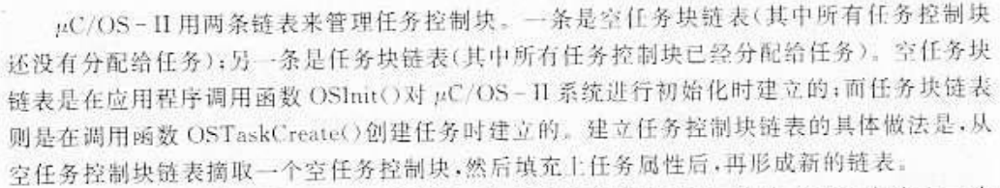 μC/OS-II 用两条链表来管理任务控制块。一条是空任务块链表(其中所有任务控制块
还没有分配给任务);另一条是任务块链表(其中所有任务控制块已经分配给任务)。空任务块
链表是在应用程序调用函数 OSInit()对 μC/OS-II 系统进行初始化时建立的;而任务块链表
则是在调用函数 OSTaskCreate()创建任务时建立的。建立任务控制块链表的具体做法是,从
空任务控制块链表摘取一个空任务控制块,然后填充上任务属性后,再形成新的链表。